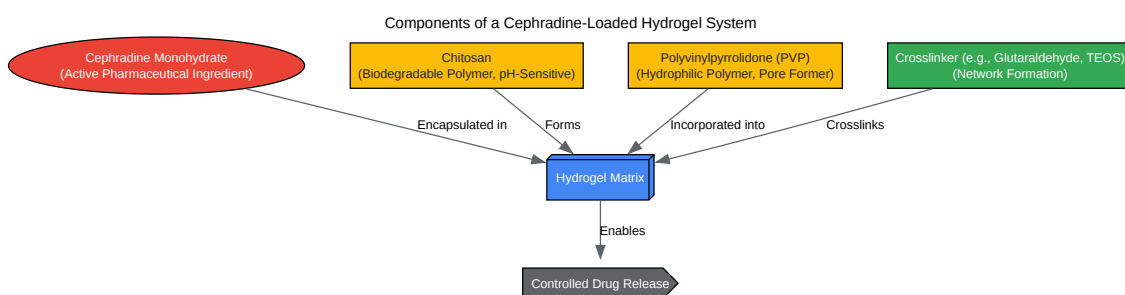 Components of a Cephradine-Loaded Hydrogel System
Cephradine Monohydrate
(Active Pharmaceutical Ingredient)
Chitosan
(Biodegradable Polymer, pH-Sensitive)
Polyvinylpyrrolidone (PVP)
(Hydrophilic Polymer, Pore Former)
Crosslinker (e.g., Glutaraldehyde, TEOS)
(Network Formation)
Encapsulated in
Forms
Incorporated into
Crosslinks
Hydrogel Matrix
Enables
Controlled Drug Release